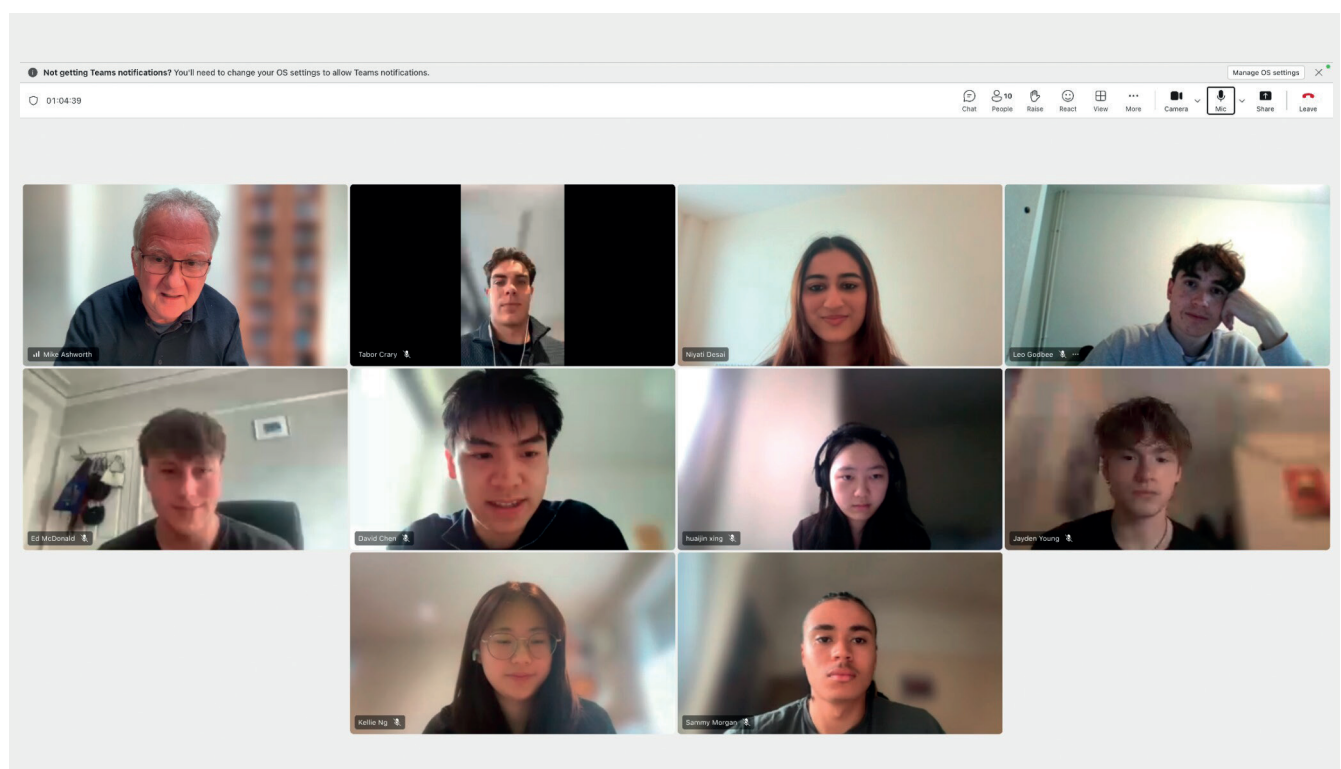 Not getting Teams notifications? You'll need to change your OS settings to allow Teams notifications.
Manage OS settings
01:04:39
10
Chat
People
Raise
React
View
More
Camera
Mic
Share
Leave
Mike Ashworth
Tabor Crary
Niyati Desai
Leo Godbee
Ed McDonald
David Chen
huaijin xing
Jayden Young
Kellie Ng
Sammy Morgan